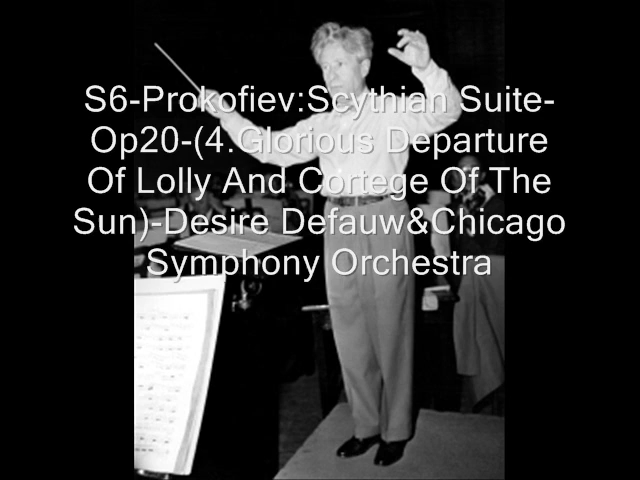 S6-Prokofiev:Scythian Suite-
Op20-(4.Glorious Departure
Of Lolly And Cortege Of The
Sun)-Desire Defauw&Chicago
Symphony Orchestra